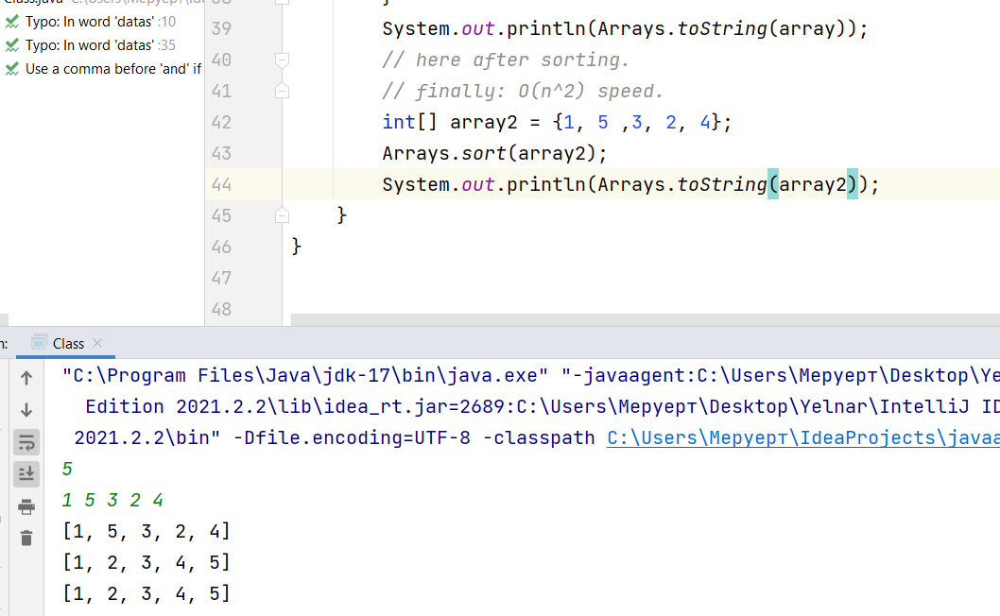 Class.java C:\Users\Меруерт\Ide
Typo: In word 'datas' :10
Typo: In word 'datas' :35
Use a comma before 'and' if
38 }
39 System.out.println(Arrays.toString(array));
40 // here after sorting.
41 // finally: O(n^2) speed.
42 int[] array2 = {1, 5 ,3, 2, 4};
43 Arrays.sort(array2);
44 System.out.println(Arrays.toString(array2));
45 }
46 }
47
48
n: Class
"C:\Program Files\Java\jdk-17\bin\java.exe" "-javaagent:C:\Users\Меруерт\Desktop\Ye
Edition 2021.2.2\lib\idea_rt.jar=2689:C:\Users\Меруерт\Desktop\Yelnar\IntelliJ ID
2021.2.2\bin" -Dfile.encoding=UTF-8 -classpath C:\Users\Меруерт\IdeaProjects\javaa
5
1 5 3 2 4
[1, 5, 3, 2, 4]
[1, 2, 3, 4, 5]
[1, 2, 3, 4, 5]